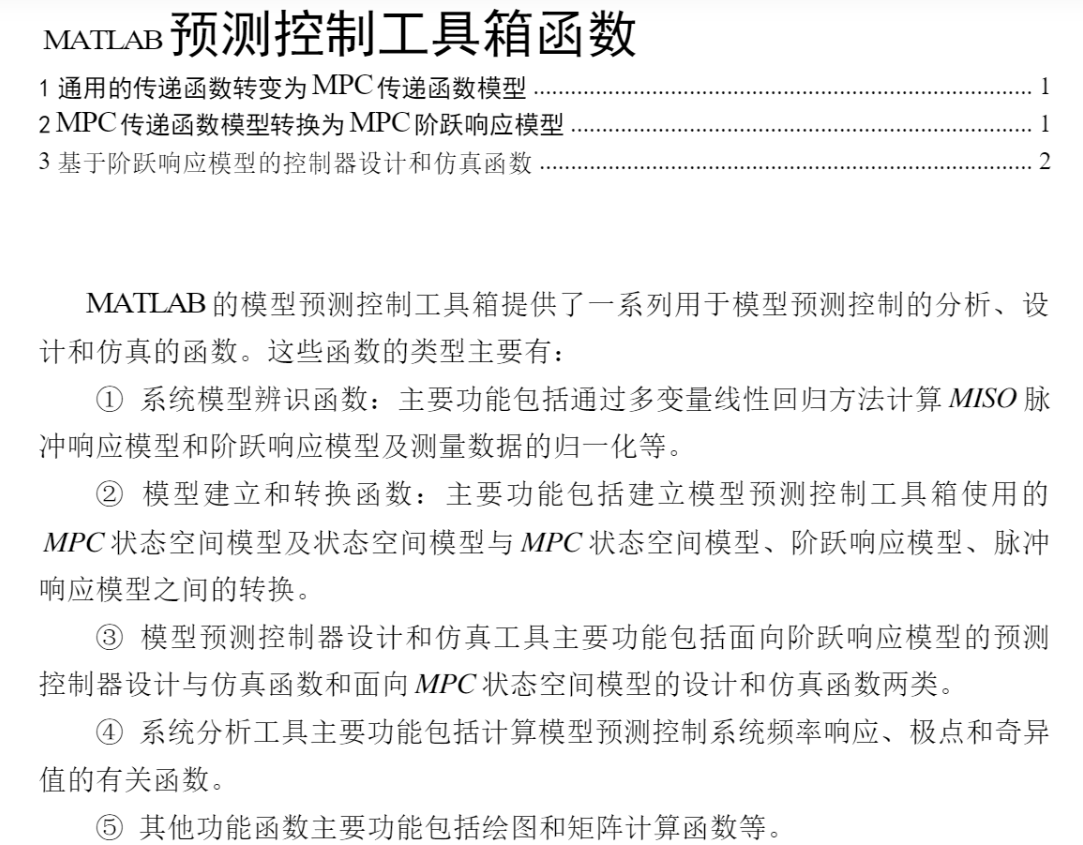 MATLAB 预测控制工具箱函数
1 通用的传递函数转变为 MPC 传递函数模型 ........................................................................ 1
2 MPC 传递函数模型转换为 MPC 阶跃响应模型 .................................................................. 1
3 基于阶跃响应模型的控制器设计和仿真函数 ....................................................................... 2
MATLAB 的模型预测控制工具箱提供了一系列用于模型预测控制的分析、设
计和仿真的函数。这些函数的类型主要有：
① 系统模型辨识函数：主要功能包括通过多变量线性回归方法计算 MISO 脉
冲响应模型和阶跃响应模型及测量数据的归一化等。
② 模型建立和转换函数：主要功能包括建立模型预测控制工具箱使用的
MPC 状态空间模型及状态空间模型与 MPC 状态空间模型、阶跃响应模型、脉冲
响应模型之间的转换。
③ 模型预测控制器设计和仿真工具主要功能包括面向阶跃响应模型的预测
控制器设计与仿真函数和面向 MPC 状态空间模型的设计和仿真函数两类。
④ 系统分析工具主要功能包括计算模型预测控制系统频率响应、极点和奇异
值的有关函数。
⑤ 其他功能函数主要功能包括绘图和矩阵计算函数等。